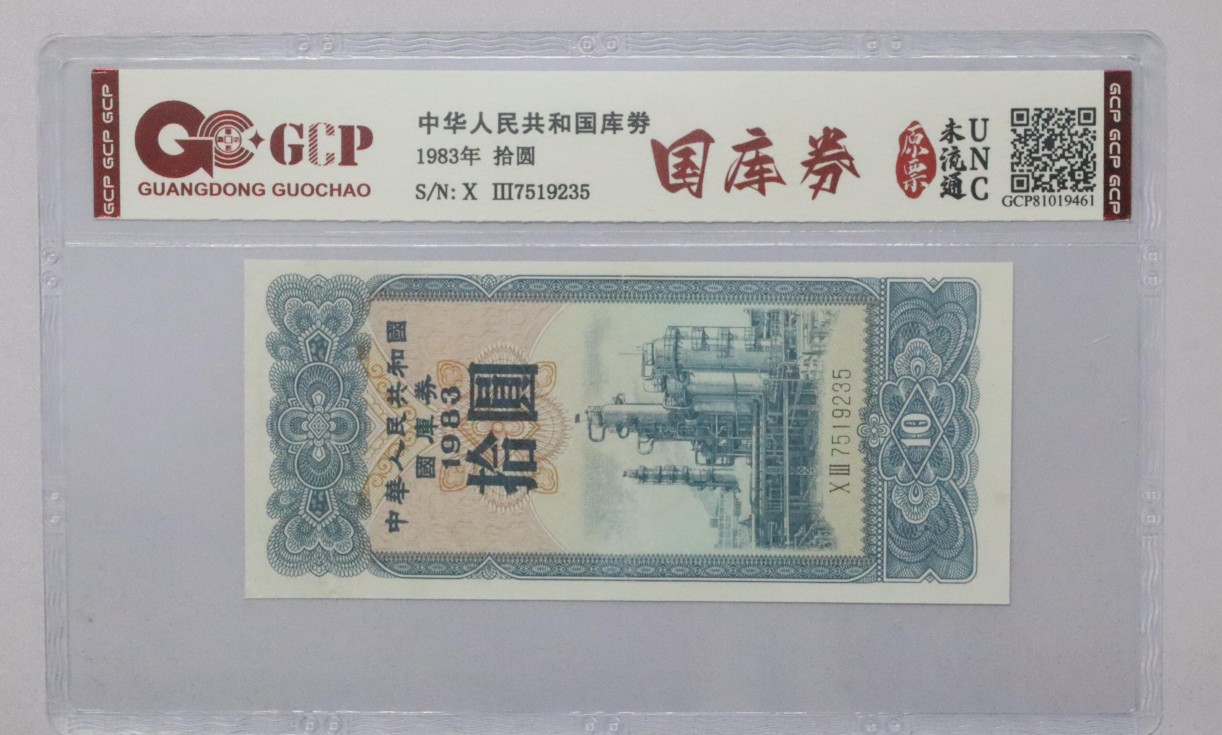 GCP GCP GCP
GCP
GUANGDONG GUOCHAO
中华人民共和国库劵
1983年 拾圆
S/N: X III7519235
国库券
原票
未流通
UNC
GCP81019461
GCP GCP GCP
中華人民共和國
國庫券
1983
拾圓
X III 7519235
10